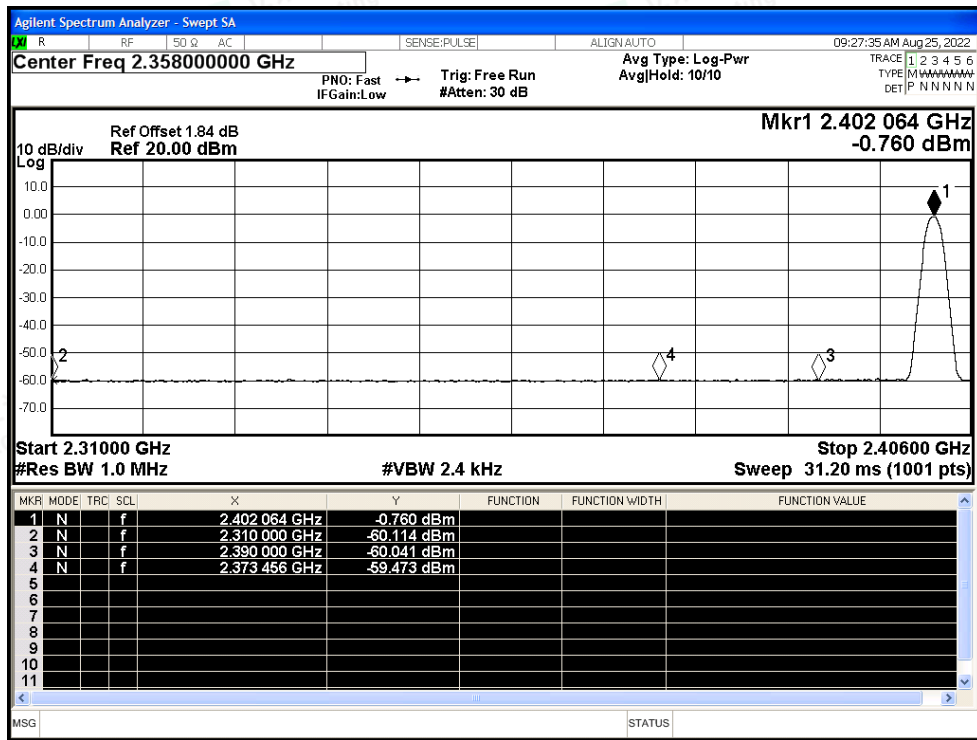 Agilent Spectrum Analyzer - Swept SA
LXI R RF 50 Ω AC SENSE:PULSE ALIGN AUTO 09:27:35 AM Aug 25, 2022
Center Freq 2.358000000 GHz
PNO: Fast
IFGain:Low
Trig: Free Run
#Atten: 30 dB
Avg Type: Log-Pwr
Avg|Hold: 10/10
TRACE 1 2 3 4 5 6
TYPE M WWWWW
DET P N N N N N
Mkr1 2.402 064 GHz
-0.760 dBm
Ref Offset 1.84 dB
10 dB/div Ref 20.00 dBm
Log
10.0
0.00
-10.0
-20.0
-30.0
-40.0
-50.0
-60.0
-70.0
1
2
4
3
Start 2.31000 GHz Stop 2.40600 GHz
#Res BW 1.0 MHz #VBW 2.4 kHz Sweep 31.20 ms (1001 pts)
MKR MODE TRC SCL X Y FUNCTION FUNCTION WIDTH FUNCTION VALUE
1 N f 2.402 064 GHz -0.760 dBm
2 N f 2.310 000 GHz -60.114 dBm
3 N f 2.390 000 GHz -60.041 dBm
4 N f 2.373 456 GHz -59.473 dBm
5
6
7
8
9
10
11
MSG STATUS